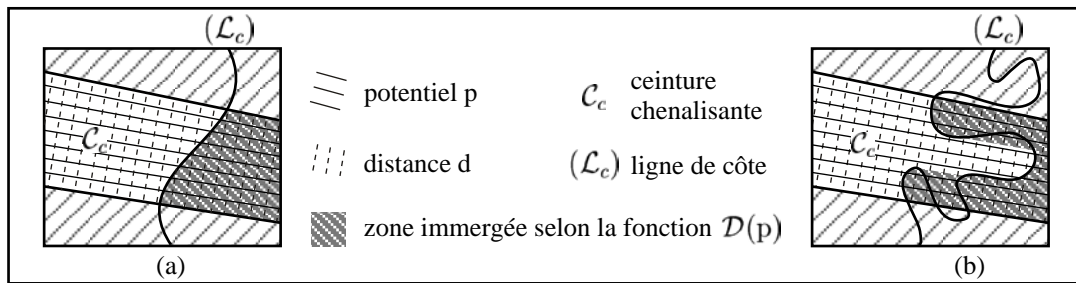 (𝓛c)
𝒞c
(a)
potentiel p
distance d
zone immergée selon la fonction 𝒟(p)
𝒞c ceinture
chenalisante
(𝓛c) ligne de côte
(𝓛c)
𝒞c
(b)